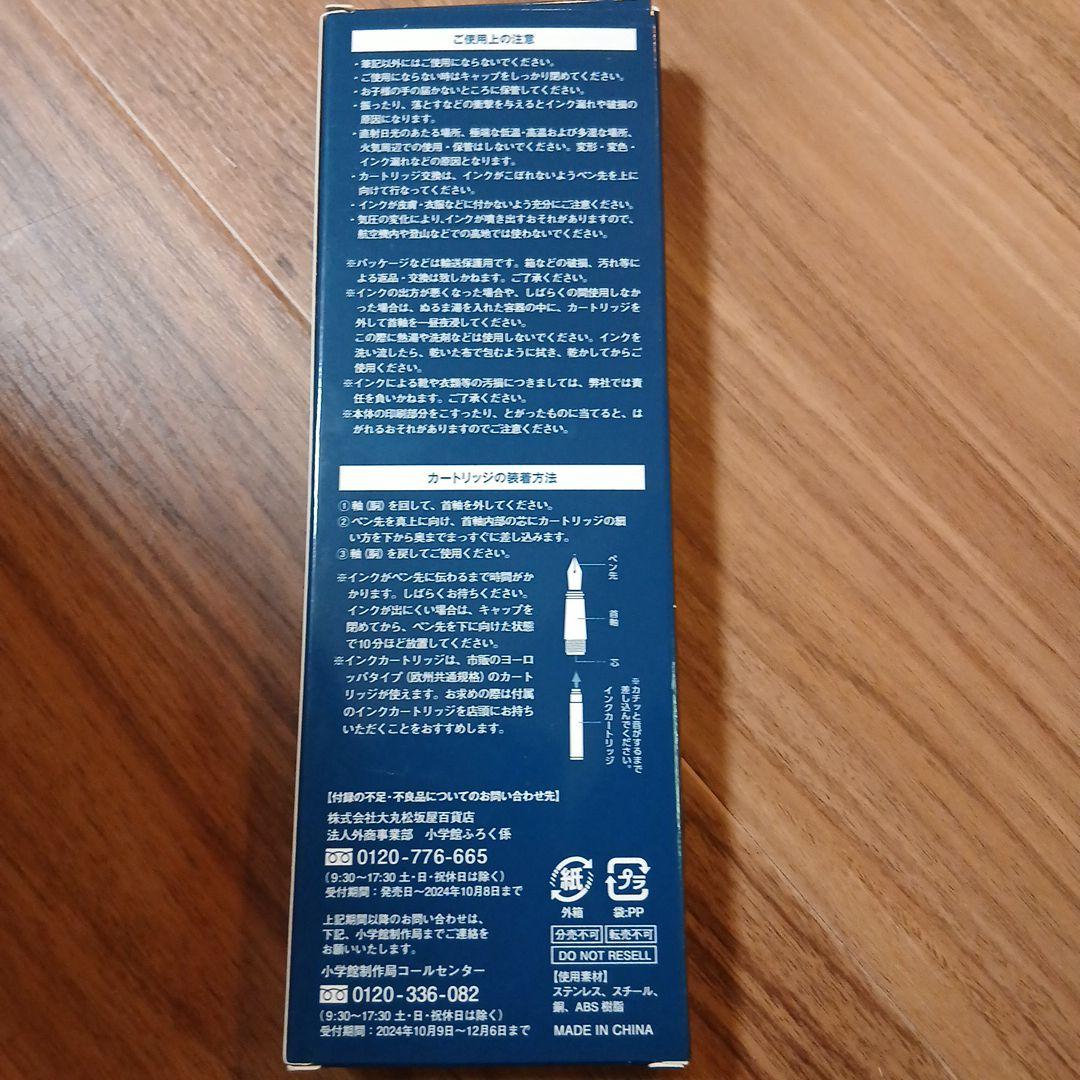 ご使用上の注意
・筆記以外にはご使用にならないでください。
・ご使用にならない時はキャップをしっかり閉めてください。
・お子様の手の届かないところに保管してください。
・振ったり、落とすなどの衝撃を与えるとインク漏れや破損の
原因になります。
・直射日光のあたる場所、極端な低温・高温および多湿な場所、
火気周辺での使用・保管はしないでください。変形・変色・
インク漏れなどの原因となります。
・カートリッジ交換は、インクがこぼれないようペン先を上に
向けて行なってください。
・インクが皮膚・衣服などに付かないよう充分にご注意ください。
・気圧の変化により、インクが噴き出すおそれがありますので、
航空機内や登山などでの高地では使わないでください。
※パッケージなどは輸送保護用です。箱などの破損、汚れ等に
よる返品・交換は致しかねます。ご了承ください。
※インクの出方が悪くなった場合や、しばらくの間使用しなか
った場合は、ぬるま湯を入れた容器の中に、カートリッジを
外して首軸を一昼夜浸してください。
この際に熱湯や洗剤などは使用しないでください。インクを
洗い流したら、乾いた布で包むように拭き、乾かしてからご
使用ください。
※インクによる靴や衣類等の汚損につきましては、弊社では責
任を負いかねます。ご了承ください。
※本体の印刷部分をこすったり、とがったものに当てると、は
がれるおそれがありますのでご注意ください。
カートリッジの装着方法
①軸(胴)を回して、首軸を外してください。
②ペン先を真上に向け、首軸内部の芯にカートリッジの細
い方を下から奥までまっすぐに差し込みます。
③軸(胴)を戻してご使用ください。
※インクがペン先に伝わるまで時間がか
かります。しばらくお待ちください。
インクが出にくい場合は、キャップを
閉めてから、ペン先を下に向けた状態
で10分ほど放置してください。
※インクカートリッジは、市販のヨーロ
ッパタイプ(欧州共通規格)のカート
リッジが使えます。お求めの際は付属
のインクカートリッジを店頭にお持ち
いただくことをおすすめします。
ペン先
首軸
芯
インクカートリッジ
※カチッと音がするまで
差し込んでください。
【付録の不足・不良品についてのお問い合わせ先】
株式会社大丸松坂屋百貨店
法人外商事業部 小学館ふろく係
0120-776-665
(9:30～17:30 土・日・祝休日は除く)
受付期間：発売日～2024年10月8日まで
上記期間以降のお問い合わせは、
下記、小学館制作局までご連絡を
お願いいたします。
小学館制作局コールセンター
0120-336-082
(9:30～17:30 土・日・祝休日は除く)
受付期間：2024年10月9日～12月6日まで
紙
外箱
プラ
袋:PP
分売不可 転売不可
DO NOT RESELL
【使用素材】
ステンレス、スチール、
銅、ABS樹脂
MADE IN CHINA